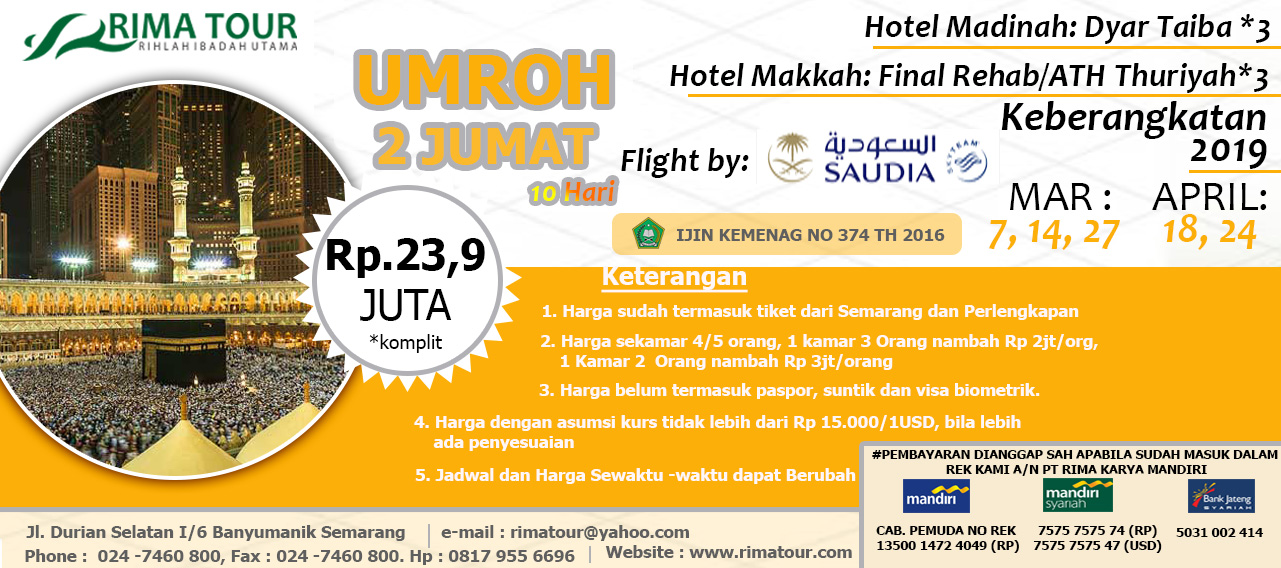 RIMA TOUR
RIHLAH IBADAH UTAMA
UMROH
2 JUMAT
10 Hari
Hotel Madinah: Dyar Taiba *3
Hotel Makkah: Final Rehab/ATH Thuriyah*3
Keberangkatan
2019
Flight by:
السعودية
SAUDIA
SKYTEAM
MAR :
APRIL:
7, 14, 27
18, 24
IJIN KEMENAG NO 374 TH 2016
Rp.23,9
JUTA
*komplit
Keterangan
1. Harga sudah termasuk tiket dari Semarang dan Perlengkapan
2. Harga sekamar 4/5 orang, 1 kamar 3 Orang nambah Rp 2jt/org,
1 Kamar 2 Orang nambah Rp 3jt/orang
3. Harga belum termasuk paspor, suntik dan visa biometrik.
4. Harga dengan asumsi kurs tidak lebih dari Rp 15.000/1USD, bila lebih
ada penyesuaian
5. Jadwal dan Harga Sewaktu -waktu dapat Berubah
#PEMBAYARAN DIANGGAP SAH APABILA SUDAH MASUK DALAM
REK KAMI A/N PT RIMA KARYA MANDIRI
mandiri
mandiri
syariah
Bank Jateng
SYARIAH
CAB. PEMUDA NO REK
13500 1472 4049 (RP)
7575 7575 74 (RP)
7575 7575 47 (USD)
5031 002 414
Jl. Durian Selatan I/6 Banyumanik Semarang
e-mail : rimatour@yahoo.com
Phone : 024 -7460 800, Fax : 024 -7460 800. Hp : 0817 955 6696
Website : www.rimatour.com